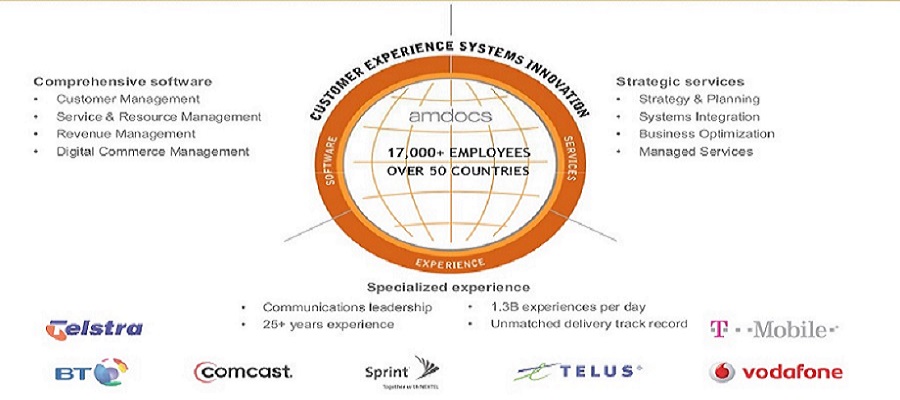 CUSTOMER EXPERIENCE SYSTEMS INNOVATION
Comprehensive software
• Customer Management
• Service & Resource Management
• Revenue Management
• Digital Commerce Management
SOFTWARE
amdocs
17,000+ EMPLOYEES
OVER 50 COUNTRIES
SERVICES
EXPERIENCE
Strategic services
• Strategy & Planning
• Systems Integration
• Business Optimization
• Managed Services
Specialized experience
• Communications leadership
• 25+ years experience
• 1.3B experiences per day
• Unmatched delivery track record
Telstra
T··Mobile·
BT
comcast.
Sprint
Together with NEXTEL
TELUS®
vodafone